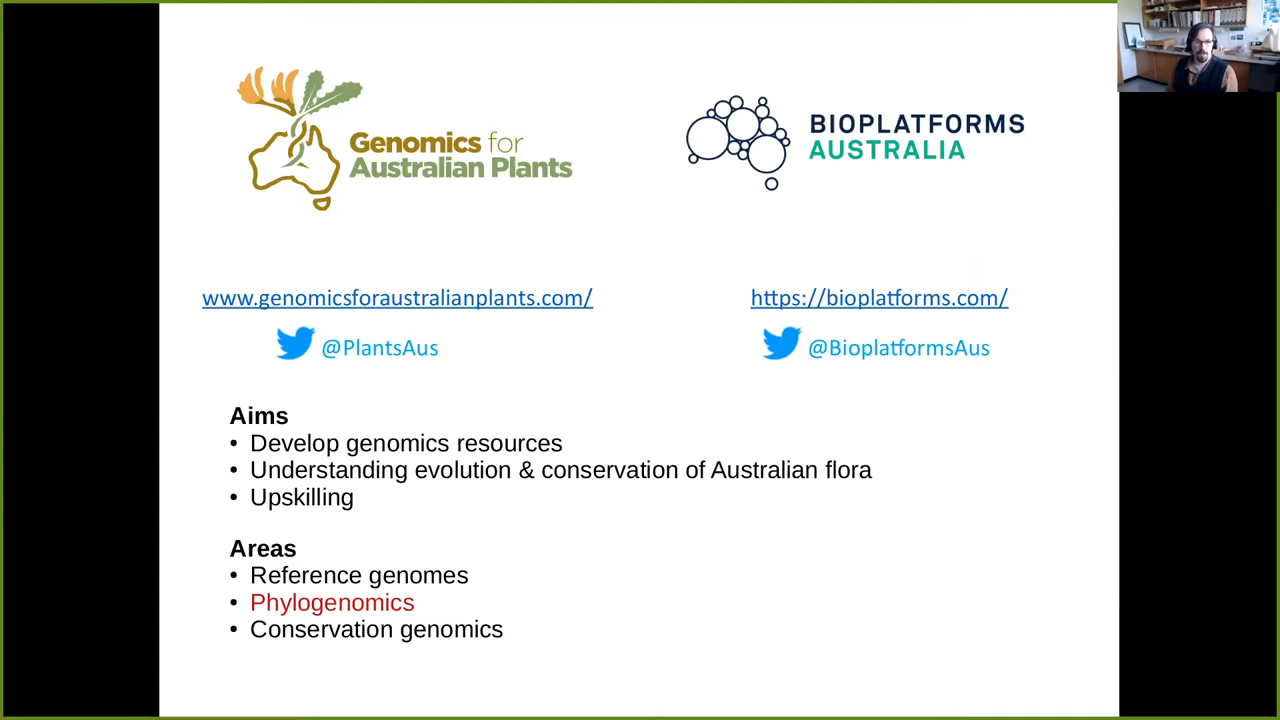 Genomics for
Australian Plants
BIOPLATFORMS
AUSTRALIA
www.genomicsforaustralianplants.com/
https://bioplatforms.com/
@PlantsAus
@BioplatformsAus
Aims
• Develop genomics resources
• Understanding evolution & conservation of Australian flora
• Upskilling
Areas
• Reference genomes
• Phylogenomics
• Conservation genomics